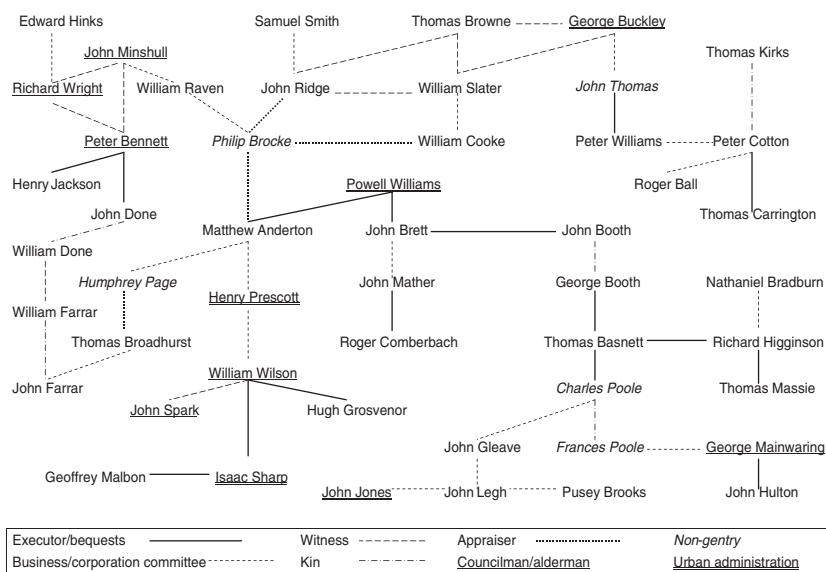 Edward Hinks Samuel Smith Thomas Browne George Buckley
John Minshull Thomas Kirks
Richard Wright William Raven John Ridge William Slater John Thomas
Peter Bennett Philip Brocke William Cooke Peter Williams Peter Cotton
Henry Jackson Powell Williams Roger Ball
John Done Thomas Carrington
Matthew Anderton John Brett John Booth
William Done
Humphrey Page John Mather George Booth Nathaniel Bradburn
Henry Prescott
William Farrar
Thomas Broadhurst Roger Comberbach Thomas Basnett Richard Higginson
William Wilson
John Farrar Charles Poole Thomas Massie
John Spark Hugh Grosvenor
John Gleave Frances Poole George Mainwaring
Geoffrey Malbon Isaac Sharp
John Jones John Legh Pusey Brooks John Hulton
Executor/bequests Witness Appraiser Non-gentry
Business/corporation committee Kin Councilman/alderman Urban administration